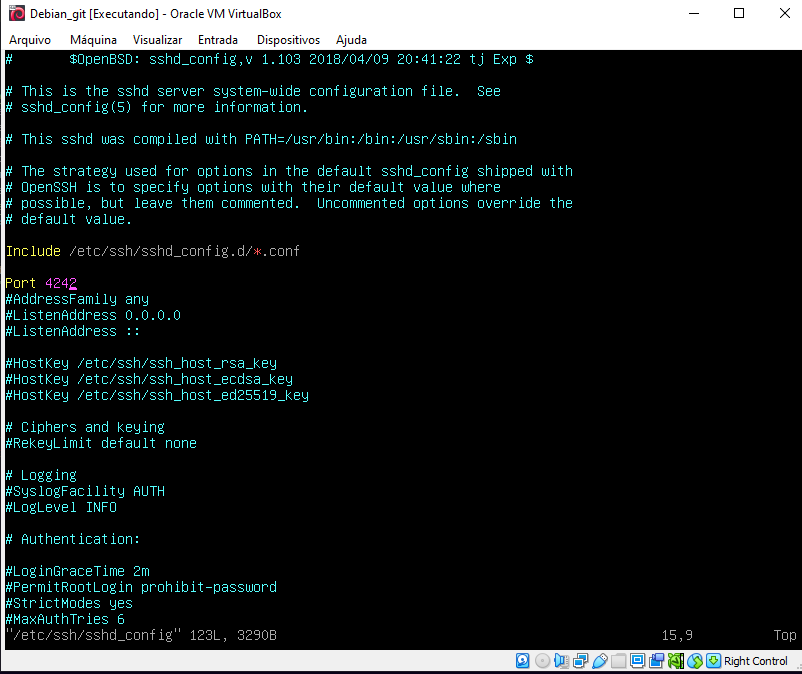 Debian_git [Executando] - Oracle VM VirtualBox
Arquivo Máquina Visualizar Entrada Dispositivos Ajuda
# $OpenBSD: sshd_config,v 1.103 2018/04/09 20:41:22 tj Exp $
# This is the sshd server system-wide configuration file. See
# sshd_config(5) for more information.
# This sshd was compiled with PATH=/usr/bin:/bin:/usr/sbin:/sbin
# The strategy used for options in the default sshd_config shipped with
# OpenSSH is to specify options with their default value where
# possible, but leave them commented. Uncommented options override the
# default value.
Include /etc/ssh/sshd_config.d/*.conf
Port 4242
#AddressFamily any
#ListenAddress 0.0.0.0
#ListenAddress ::
#HostKey /etc/ssh/ssh_host_rsa_key
#HostKey /etc/ssh/ssh_host_ecdsa_key
#HostKey /etc/ssh/ssh_host_ed25519_key
# Ciphers and keying
#RekeyLimit default none
# Logging
#SyslogFacility AUTH
#LogLevel INFO
# Authentication:
#LoginGraceTime 2m
#PermitRootLogin prohibit-password
#StrictModes yes
#MaxAuthTries 6
"/etc/ssh/sshd_config" 123L, 3290B 15,9 Top
Right Control